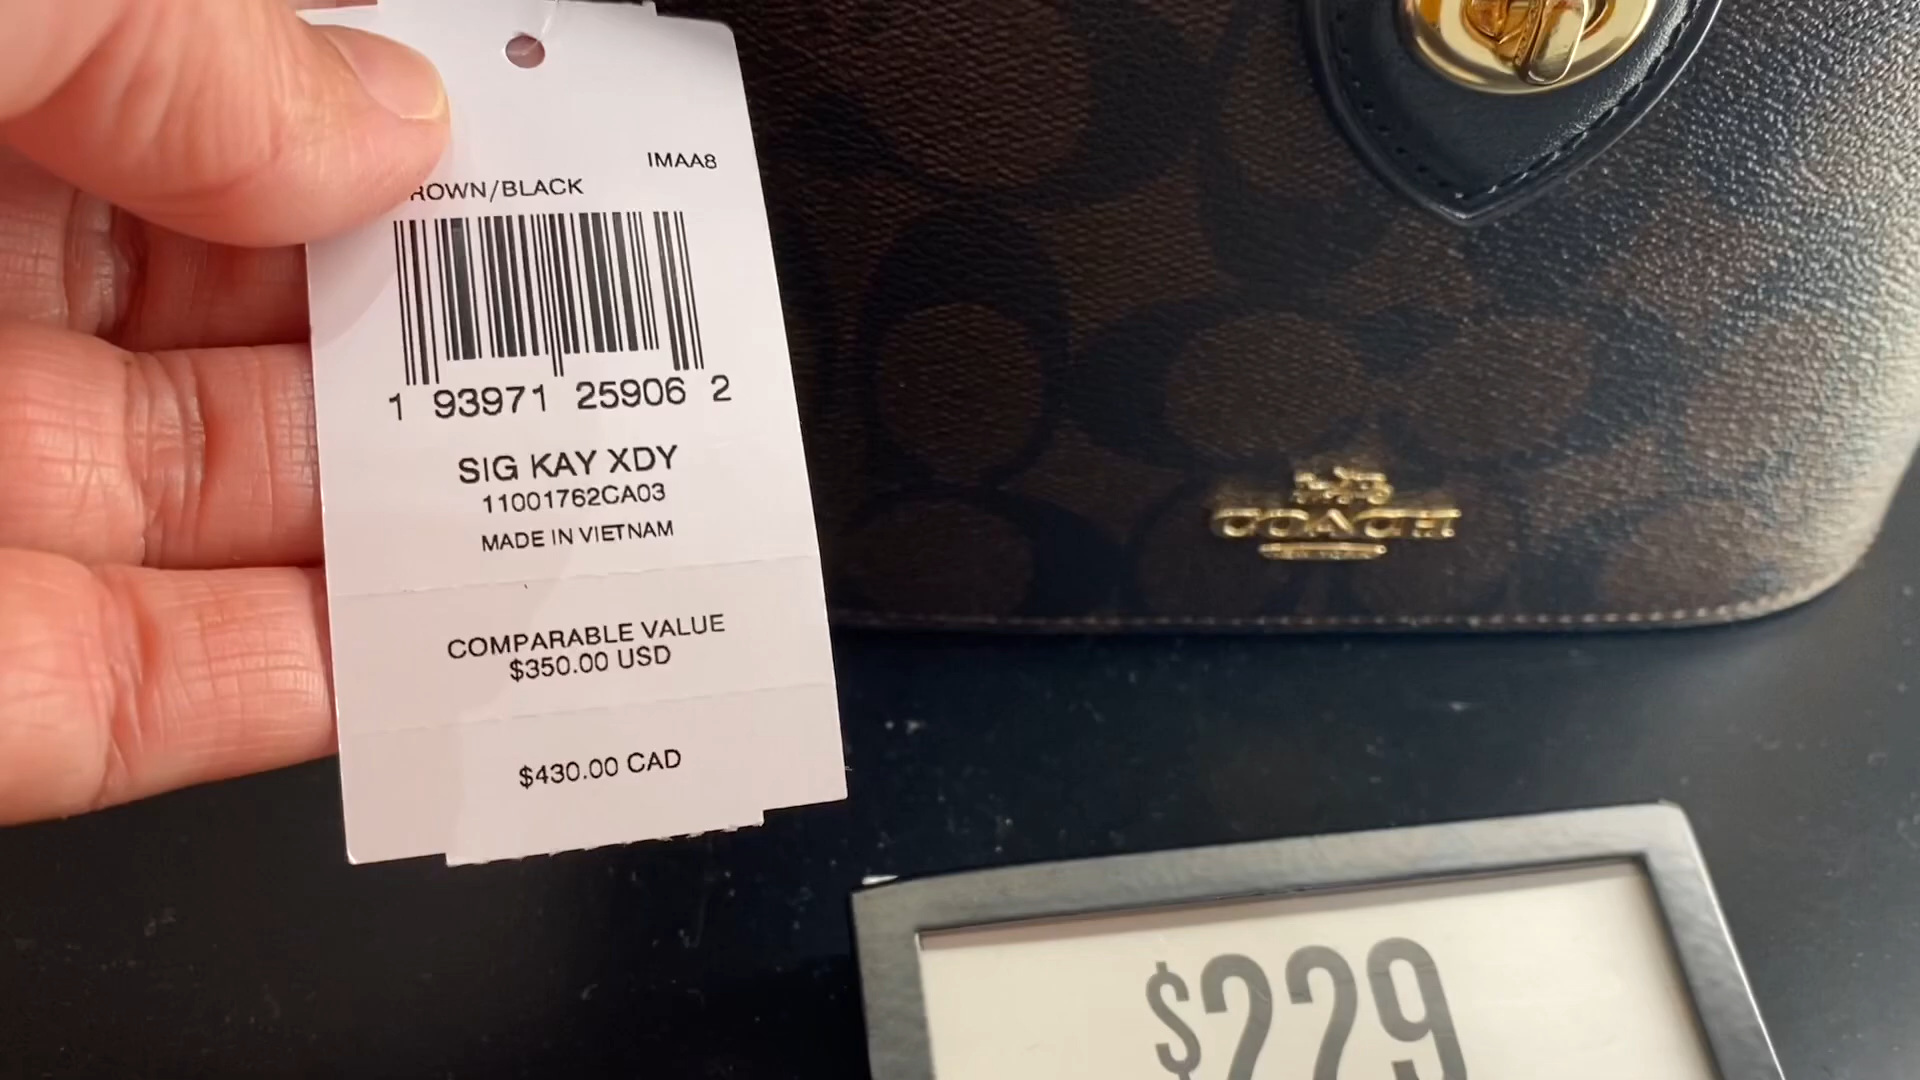 IMAA8
ROWN/BLACK
1 93971 25906 2
SIG KAY XDY
11001762CA03
MADE IN VIETNAM
COMPARABLE VALUE
$350.00 USD
$430.00 CAD
COACH
$229